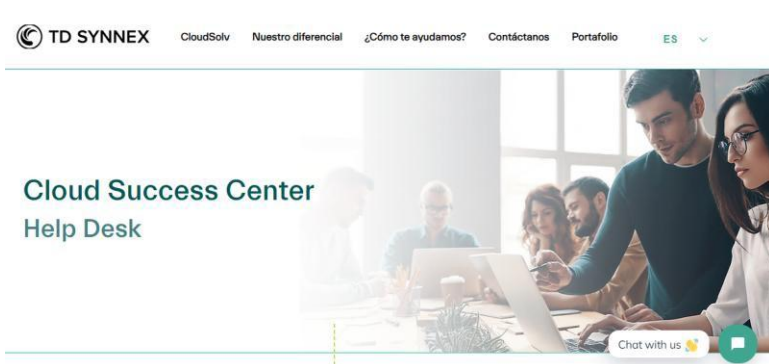 TD SYNNEX
CloudSolv
Nuestro diferencial
¿Cómo te ayudamos?
Contáctanos
Portafolio
ES
Cloud Success Center
Help Desk
Chat with us 👋